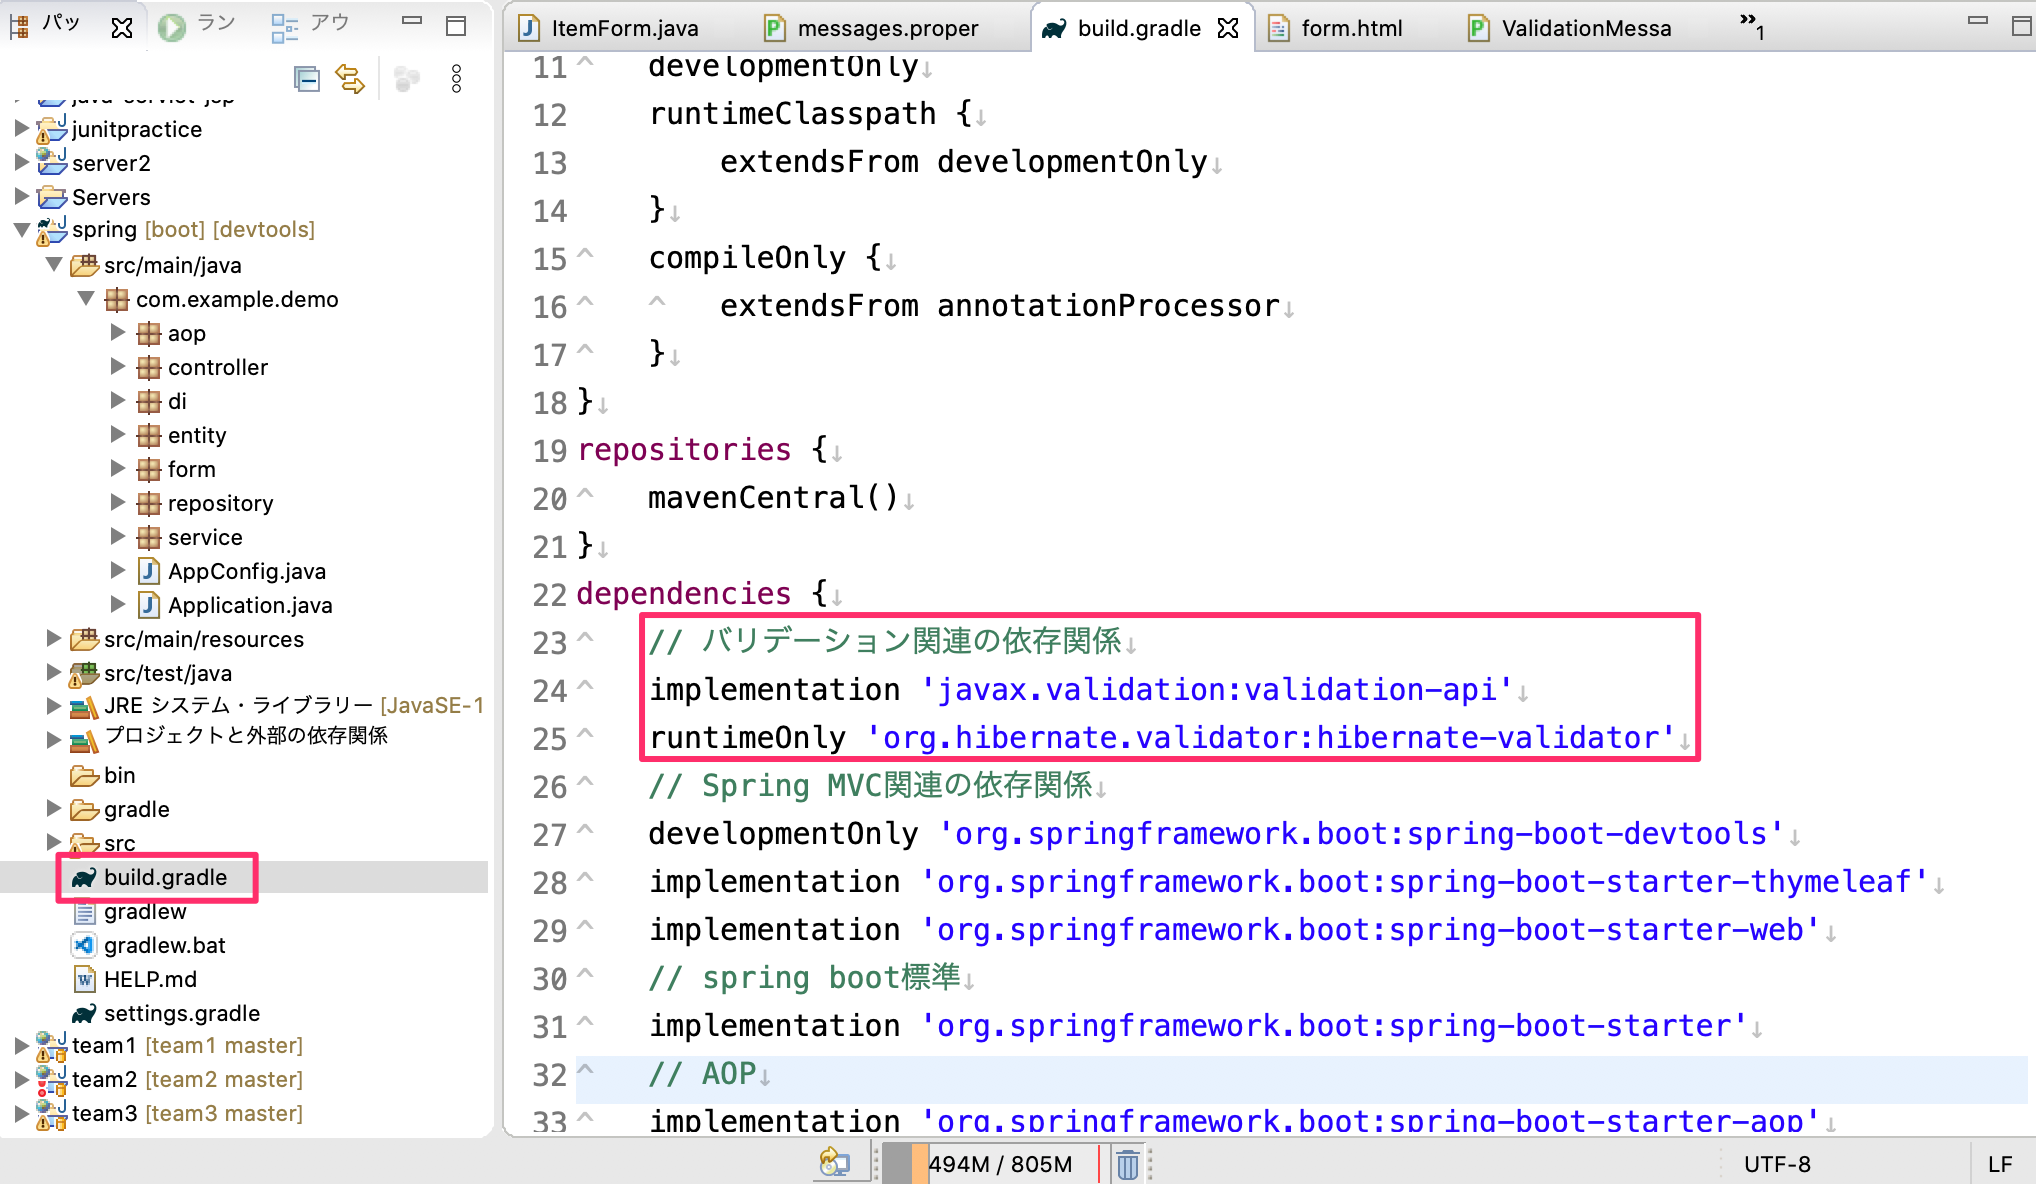 パッ
ラン
アウ
java-servlet-jsp
junitpractice
server2
Servers
spring [boot] [devtools]
src/main/java
com.example.demo
aop
controller
di
entity
form
repository
service
AppConfig.java
Application.java
src/main/resources
src/test/java
JRE システム・ライブラリー [JavaSE-1
プロジェクトと外部の依存関係
bin
gradle
src
build.gradle
gradlew
gradlew.bat
HELP.md
settings.gradle
team1 [team1 master]
team2 [team2 master]
team3 [team3 master]
ItemForm.java
messages.proper
build.gradle
form.html
ValidationMessa
»1
11 developmentOnly↓
12 runtimeClasspath {↓
13 extendsFrom developmentOnly↓
14 }↓
15 ^ compileOnly {↓
16 ^ ^ extendsFrom annotationProcessor↓
17 ^ }↓
18 }↓
19 repositories {↓
20 ^ mavenCentral()↓
21 }↓
22 dependencies {↓
23 ^ // バリデーション関連の依存関係↓
24 ^ implementation 'javax.validation:validation-api'↓
25 ^ runtimeOnly 'org.hibernate.validator:hibernate-validator'↓
26 ^ // Spring MVC関連の依存関係↓
27 ^ developmentOnly 'org.springframework.boot:spring-boot-devtools'↓
28 ^ implementation 'org.springframework.boot:spring-boot-starter-thymeleaf'↓
29 ^ implementation 'org.springframework.boot:spring-boot-starter-web'↓
30 ^ // spring boot標準↓
31 ^ implementation 'org.springframework.boot:spring-boot-starter'↓
32 ^ // AOP↓
33 ^ implementation 'org.springframework.boot:spring-boot-starter-aop'↓
494M / 805M
UTF-8
LF